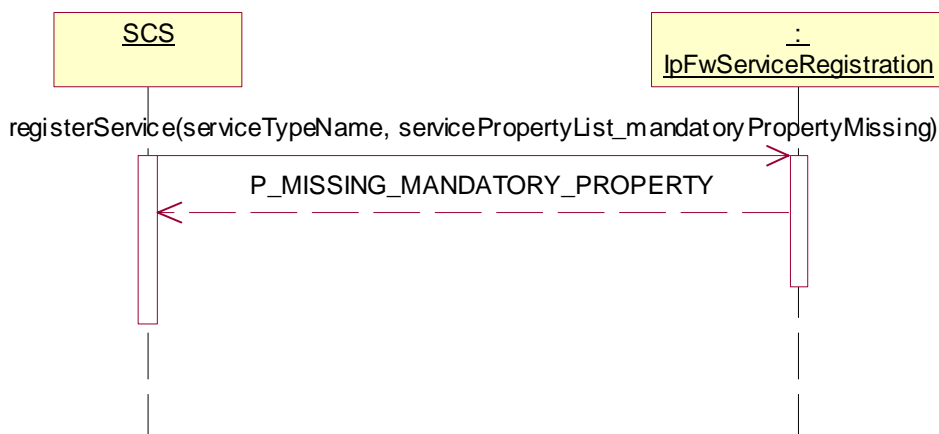 SCS
:
IpFwServiceRegistration
registerService(serviceTypeName, servicePropertyList_mandatoryPropertyMissing)
P_MISSING_MANDATORY_PROPERTY